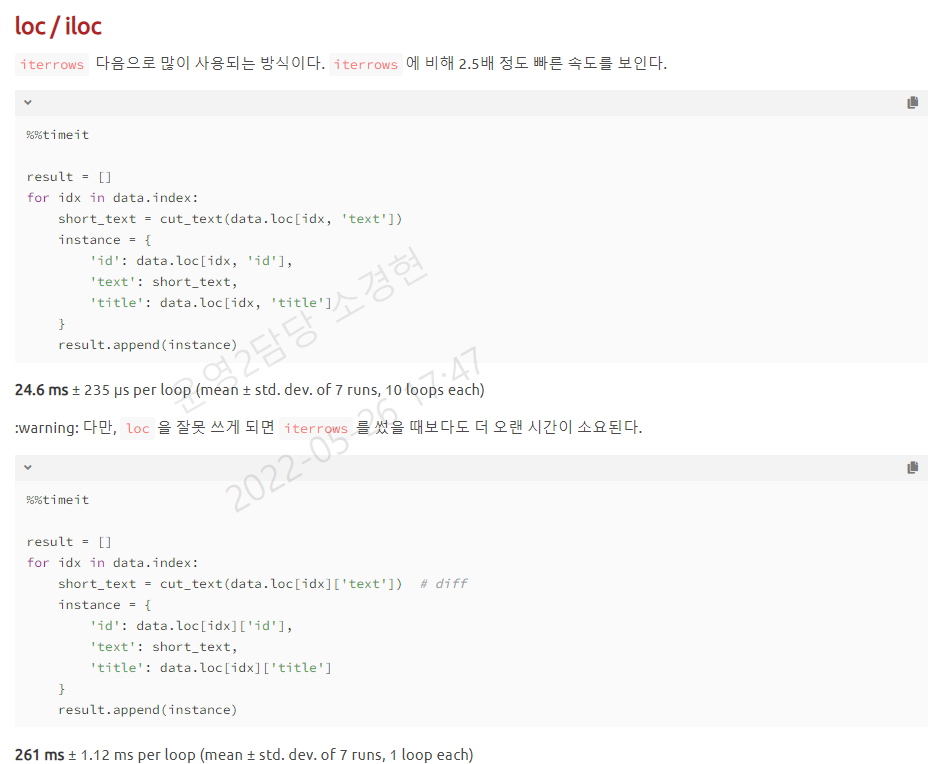 loc / iloc
iterrows 다음으로 많이 사용되는 방식이다. iterrows 에 비해 2.5배 정도 빠른 속도를 보인다.
%%timeit
result = []
for idx in data.index:
    short_text = cut_text(data.loc[idx, 'text'])
    instance = {
        'id': data.loc[idx, 'id'],
        'text': short_text,
        'title': data.loc[idx, 'title']
    }
    result.append(instance)
24.6 ms ± 235 µs per loop (mean ± std. dev. of 7 runs, 10 loops each)
:warning: 다만, loc 을 잘못 쓰게 되면 iterrows 를 썼을 때보다도 더 오랜 시간이 소요된다.
%%timeit
result = []
for idx in data.index:
    short_text = cut_text(data.loc[idx]['text'])  # diff
    instance = {
        'id': data.loc[idx]['id'],
        'text': short_text,
        'title': data.loc[idx]['title']
    }
    result.append(instance)
261 ms ± 1.12 ms per loop (mean ± std. dev. of 7 runs, 1 loop each)
운영2담당 소경현
2022-05-26 17:47